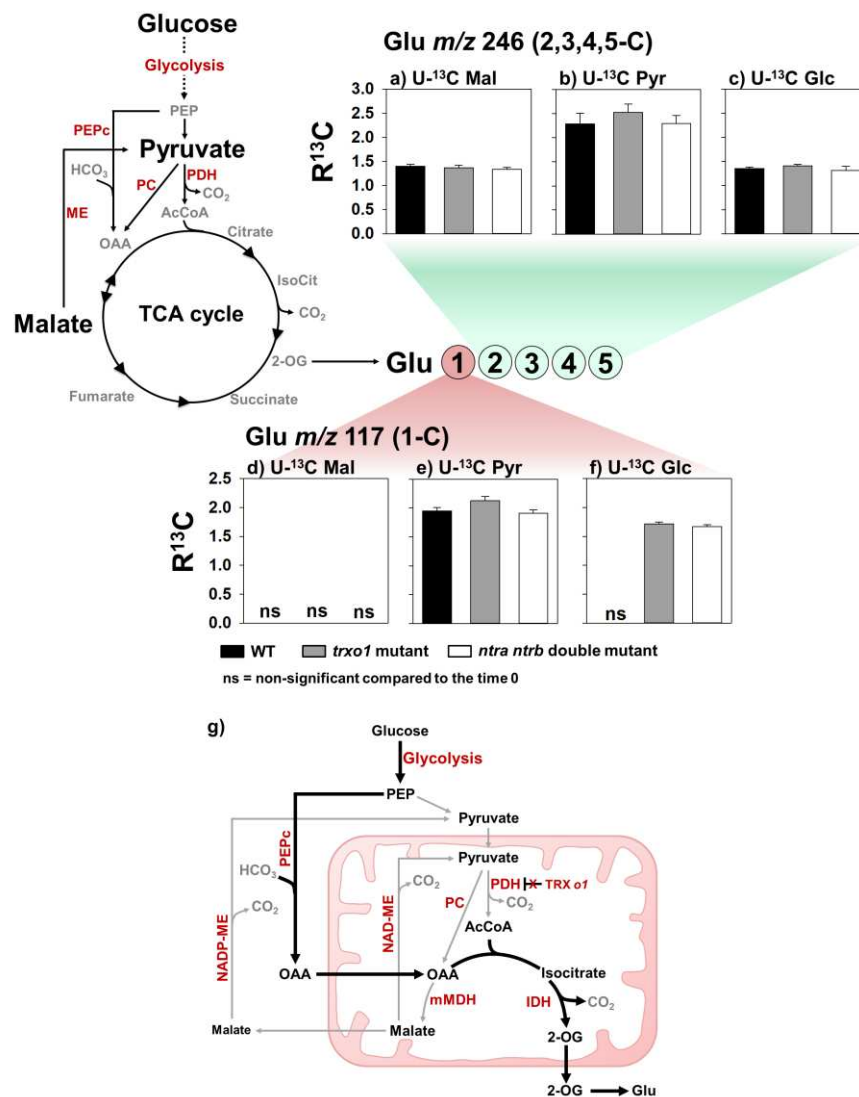 Glucose
Glycolysis
PEP
PEPc
Pyruvate
HCO3
PC
PDH
CO2
ME
AcCoA
OAA
Citrate
IsoCit
CO2
Malate
TCA cycle
2-OG
Fumarate
Succinate
Glu m/z 246 (2,3,4,5-C)
a) U-13C Mal
b) U-13C Pyr
c) U-13C Glc
R13C
3.0
2.5
2.0
1.5
1.0
0.5
0.0
Glu 1 2 3 4 5
Glu m/z 117 (1-C)
d) U-13C Mal
e) U-13C Pyr
f) U-13C Glc
R13C
2.5
2.0
1.5
1.0
0.5
0.0
ns ns ns
ns
WT trxo1 mutant ntra ntrb double mutant
ns = non-significant compared to the time 0
g)
Glucose
Glycolysis
PEP
Pyruvate
PEPc
Pyruvate
HCO3
CO2
PDH x TRX o1
CO2
PC
CO2
NADP-ME
NAD-ME
AcCoA
OAA
OAA
Isocitrate
mMDH
IDH
CO2
Malate
Malate
2-OG
2-OG Glu